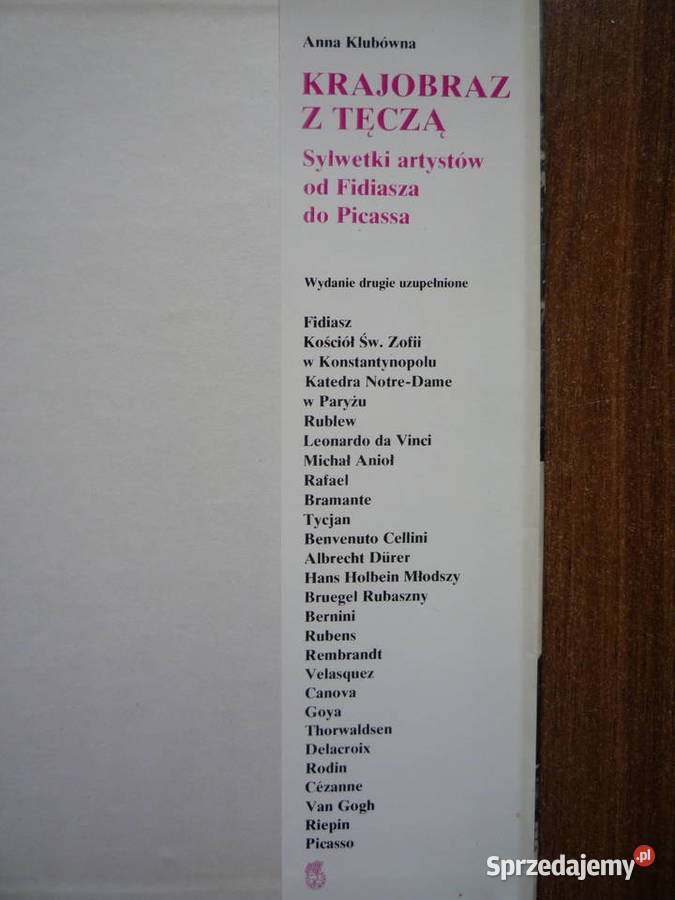 Anna Klubówna
KRAJOBRAZ
Z TĘCZĄ
Sylwetki artystów
od Fidiasza
do Picassa
Wydanie drugie uzupełnione
Fidiasz
Kościół Św. Zofii
w Konstantynopolu
Katedra Notre-Dame
w Paryżu
Rublew
Leonardo da Vinci
Michał Anioł
Rafael
Bramante
Tycjan
Benvenuto Cellini
Albrecht Dürer
Hans Holbein Młodszy
Bruegel Rubaszny
Bernini
Rubens
Rembrandt
Velasquez
Canova
Goya
Thorwaldsen
Delacroix
Rodin
Cézanne
Van Gogh
Riepin
Picasso
Sprzedajemy.pl